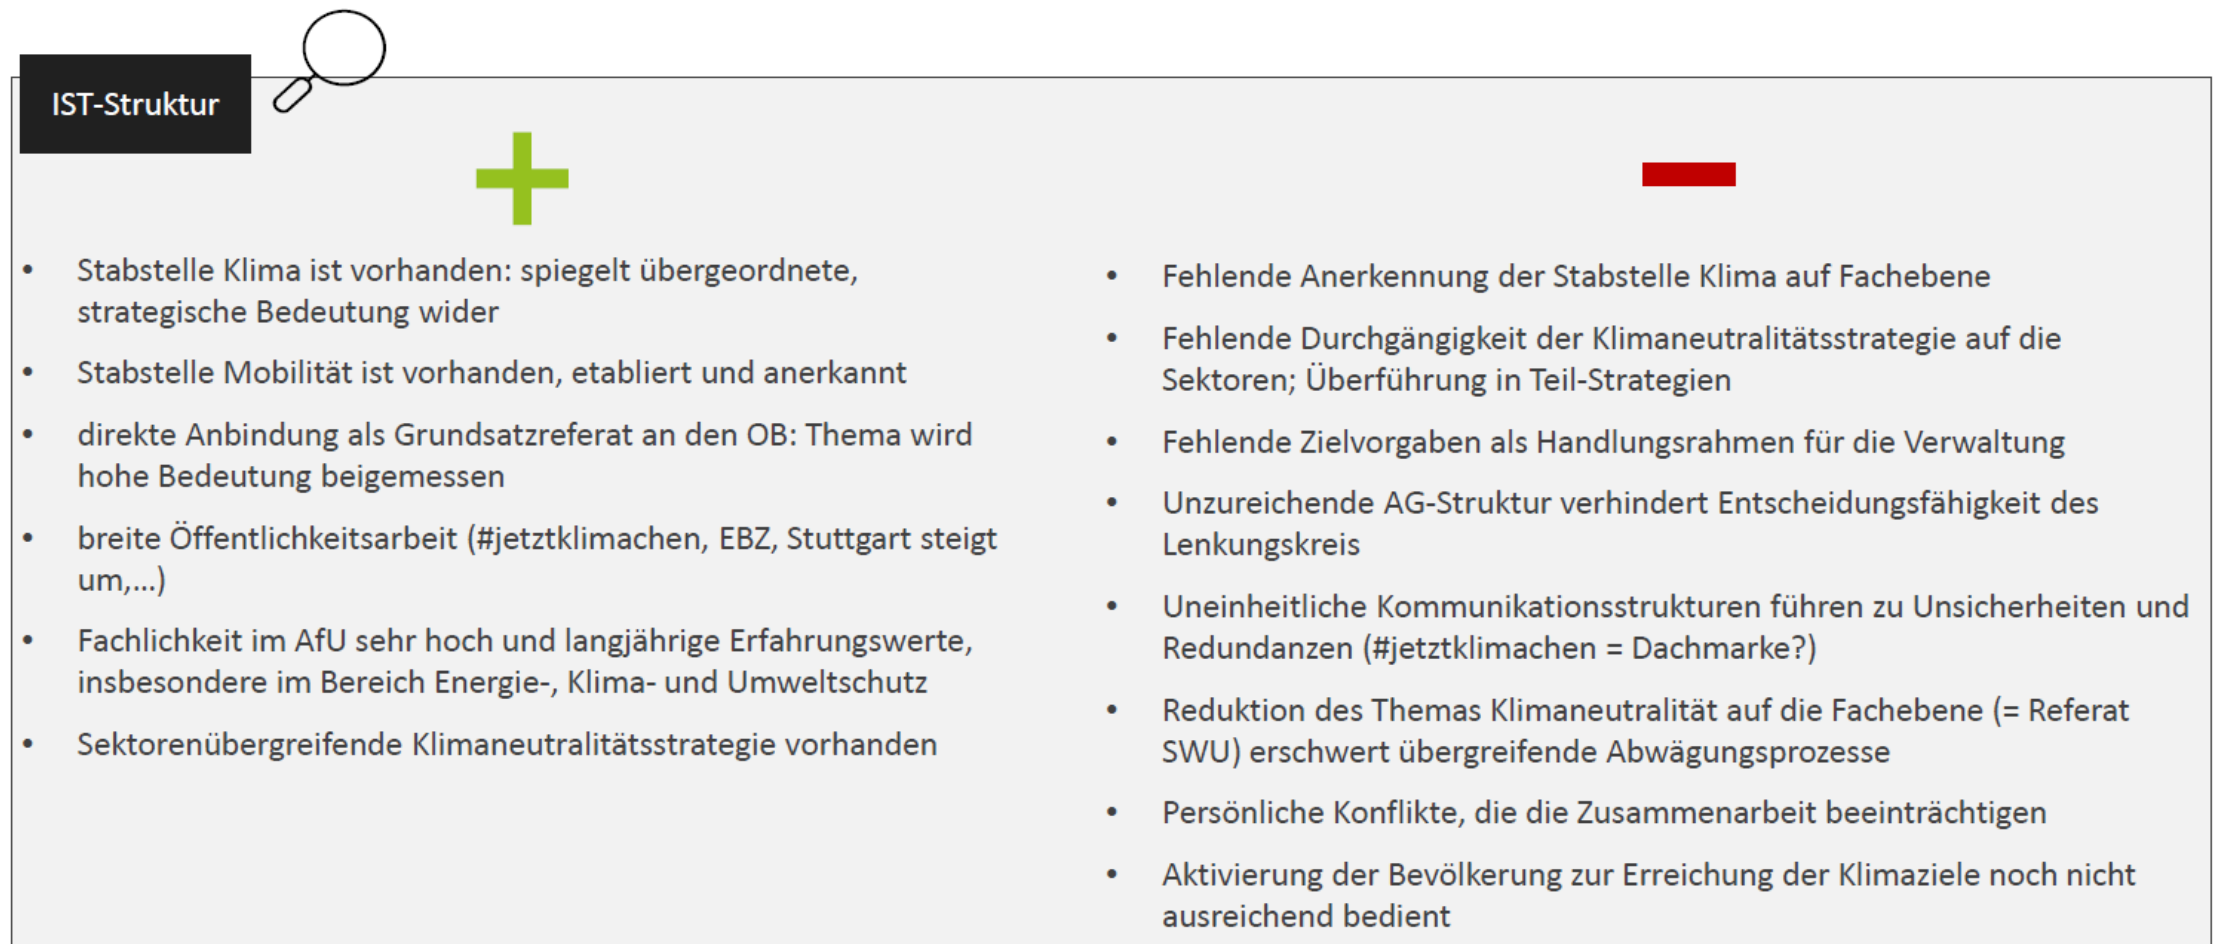 IST-Struktur
• Stabstelle Klima ist vorhanden: spiegelt übergeordnete,
strategische Bedeutung wider
• Stabstelle Mobilität ist vorhanden, etabliert und anerkannt
• direkte Anbindung als Grundsatzreferat an den OB: Thema wird
hohe Bedeutung beigemessen
• breite Öffentlichkeitsarbeit (#jetztklimachen, EBZ, Stuttgart steigt
um,...)
• Fachlichkeit im AfU sehr hoch und langjährige Erfahrungswerte,
insbesondere im Bereich Energie-, Klima- und Umweltschutz
• Sektorenübergreifende Klimaneutralitätsstrategie vorhanden
• Fehlende Anerkennung der Stabstelle Klima auf Fachebene
• Fehlende Durchgängigkeit der Klimaneutralitätsstrategie auf die
Sektoren; Überführung in Teil-Strategien
• Fehlende Zielvorgaben als Handlungsrahmen für die Verwaltung
• Unzureichende AG-Struktur verhindert Entscheidungsfähigkeit des
Lenkungskreis
• Uneinheitliche Kommunikationsstrukturen führen zu Unsicherheiten und
Redundanzen (#jetztklimachen = Dachmarke?)
• Reduktion des Themas Klimaneutralität auf die Fachebene (= Referat
SWU) erschwert übergreifende Abwägungsprozesse
• Persönliche Konflikte, die die Zusammenarbeit beeinträchtigen
• Aktivierung der Bevölkerung zur Erreichung der Klimaziele noch nicht
ausreichend bedient